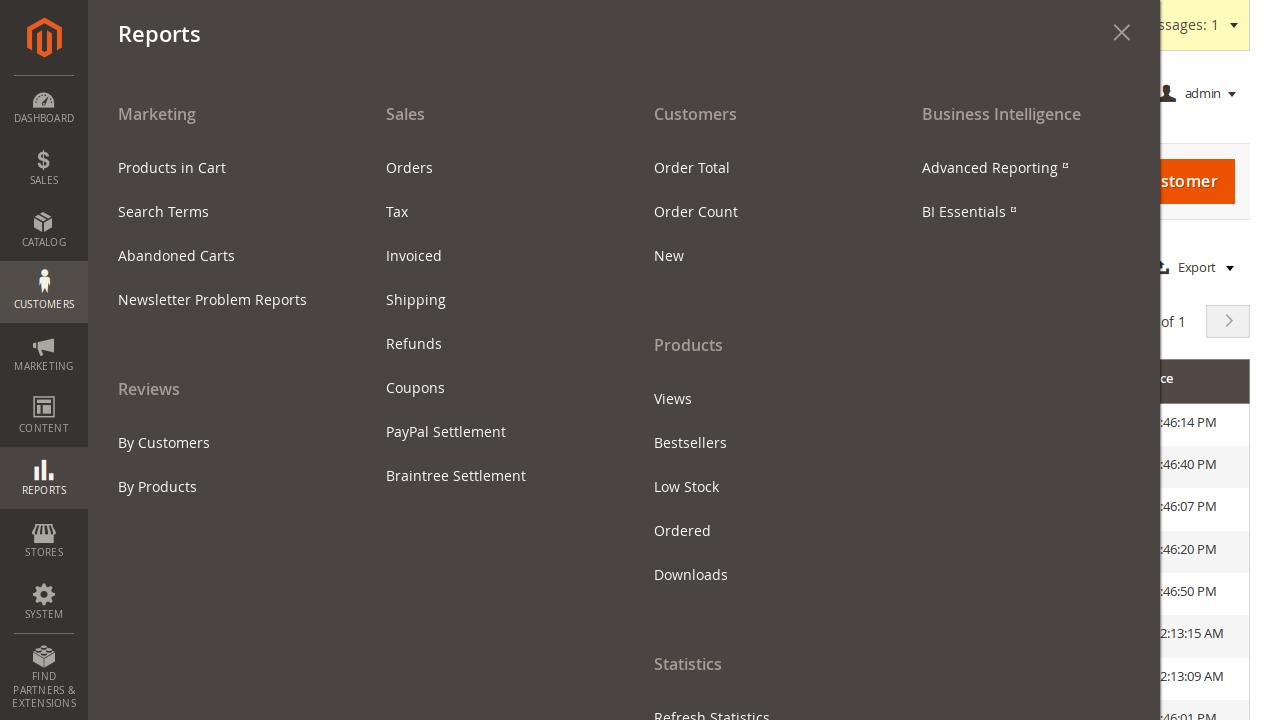 DASHBOARD
SALES
CATALOG
CUSTOMERS
MARKETING
CONTENT
REPORTS
STORES
SYSTEM
FIND
PARTNERS &
EXTENSIONS
Reports
Marketing
Products in Cart
Search Terms
Abandoned Carts
Newsletter Problem Reports
Reviews
By Customers
By Products
Sales
Orders
Tax
Invoiced
Shipping
Refunds
Coupons
PayPal Settlement
Braintree Settlement
Customers
Order Total
Order Count
New
Products
Views
Bestsellers
Low Stock
Ordered
Downloads
Statistics
Refresh Statistics
Business Intelligence
Advanced Reporting
BI Essentials
ssages: 1
admin
stomer
Export
of 1
ce
:46:14 PM
:46:40 PM
:46:07 PM
:46:20 PM
:46:50 PM
2:13:15 AM
2:13:09 AM
:46:01 PM